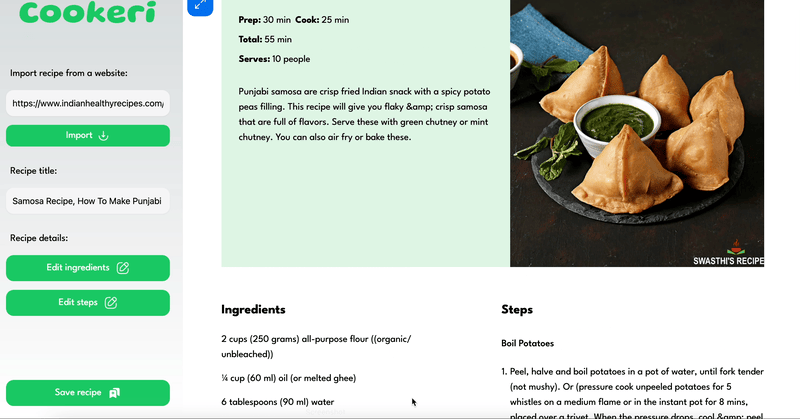 Cookeri
Import recipe from a website:
https://www.indianhealthyrecipes.com/
Import
Recipe title:
Samosa Recipe, How To Make Punjabi
Recipe details:
Edit ingredients
Edit steps
Save recipe
Prep: 30 min Cook: 25 min
Total: 55 min
Serves: 10 people
Punjabi samosa are crisp fried Indian snack with a spicy potato
peas filling. This recipe will give you flaky &amp; crisp samosa
that are full of flavors. Serve these with green chutney or mint
chutney. You can also air fry or bake these.
SWASTHI'S RECIPE
Ingredients
2 cups (250 grams) all-purpose flour ((organic/
unbleached))
¼ cup (60 ml) oil (or melted ghee)
6 tablespoons (90 ml) water
Steps
Boil Potatoes
1. Peel, halve and boil potatoes in a pot of water, until fork tender
(not mushy). Or (pressure cook unpeeled potatoes for 5
whistles on a medium flame or in the instant pot for 8 mins,
placed over a trivet. When the pressure drops, cool &amp; peel